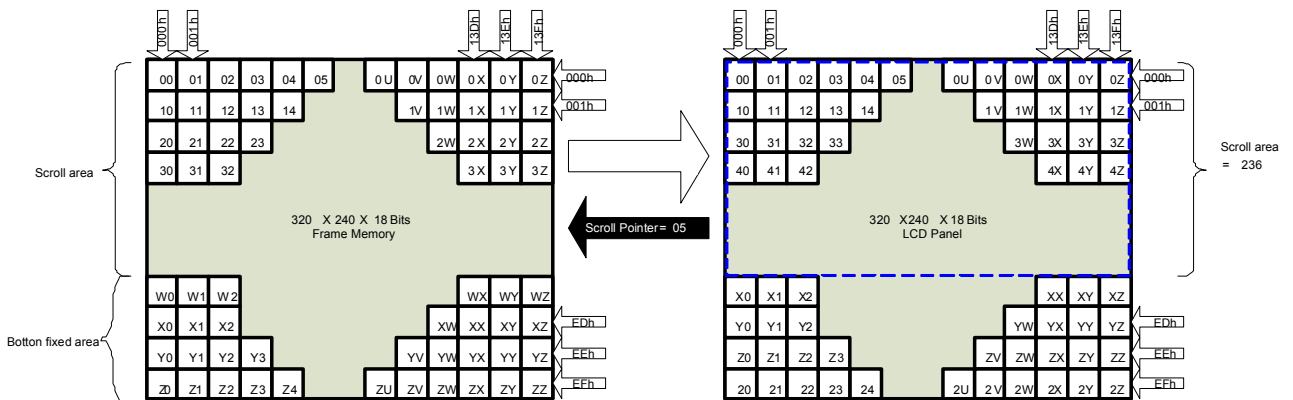 000h 001h 13Dh 13Eh 13Fh 000h 001h 13Dh 13Eh 13Fh
00 01 02 03 04 05 0U 0V 0W 0X 0Y 0Z 000h 00 01 02 03 04 05 0U 0V 0W 0X 0Y 0Z 000h
10 11 12 13 14 1V 1W 1X 1Y 1Z 001h 10 11 12 13 14 1V 1W 1X 1Y 1Z 001h
20 21 22 23 2W 2X 2Y 2Z 30 31 32 33 3W 3X 3Y 3Z
30 31 32 3X 3Y 3Z 40 41 42 4X 4Y 4Z
Scroll area
Scroll area
= 236
320 X 240 X 18 Bits
Frame Memory
Scroll Pointer = 05
320 X240 X 18 Bits
LCD Panel
W0 W1 W2 WX WY WZ X0 X1 X2 XX XY XZ
X0 X1 X2 XW XX XY XZ EDh Y0 Y1 Y2 YW YX YY YZ EDh
Botton fixed area
Y0 Y1 Y2 Y3 YV YW YX YY YZ EEh Z0 Z1 Z2 Z3 ZV ZW ZX ZY ZZ EEh
Z0 Z1 Z2 Z3 Z4 ZU ZV ZW ZX ZY ZZ EFh 20 21 22 23 24 2U 2V 2W 2X 2Y 2Z EFh